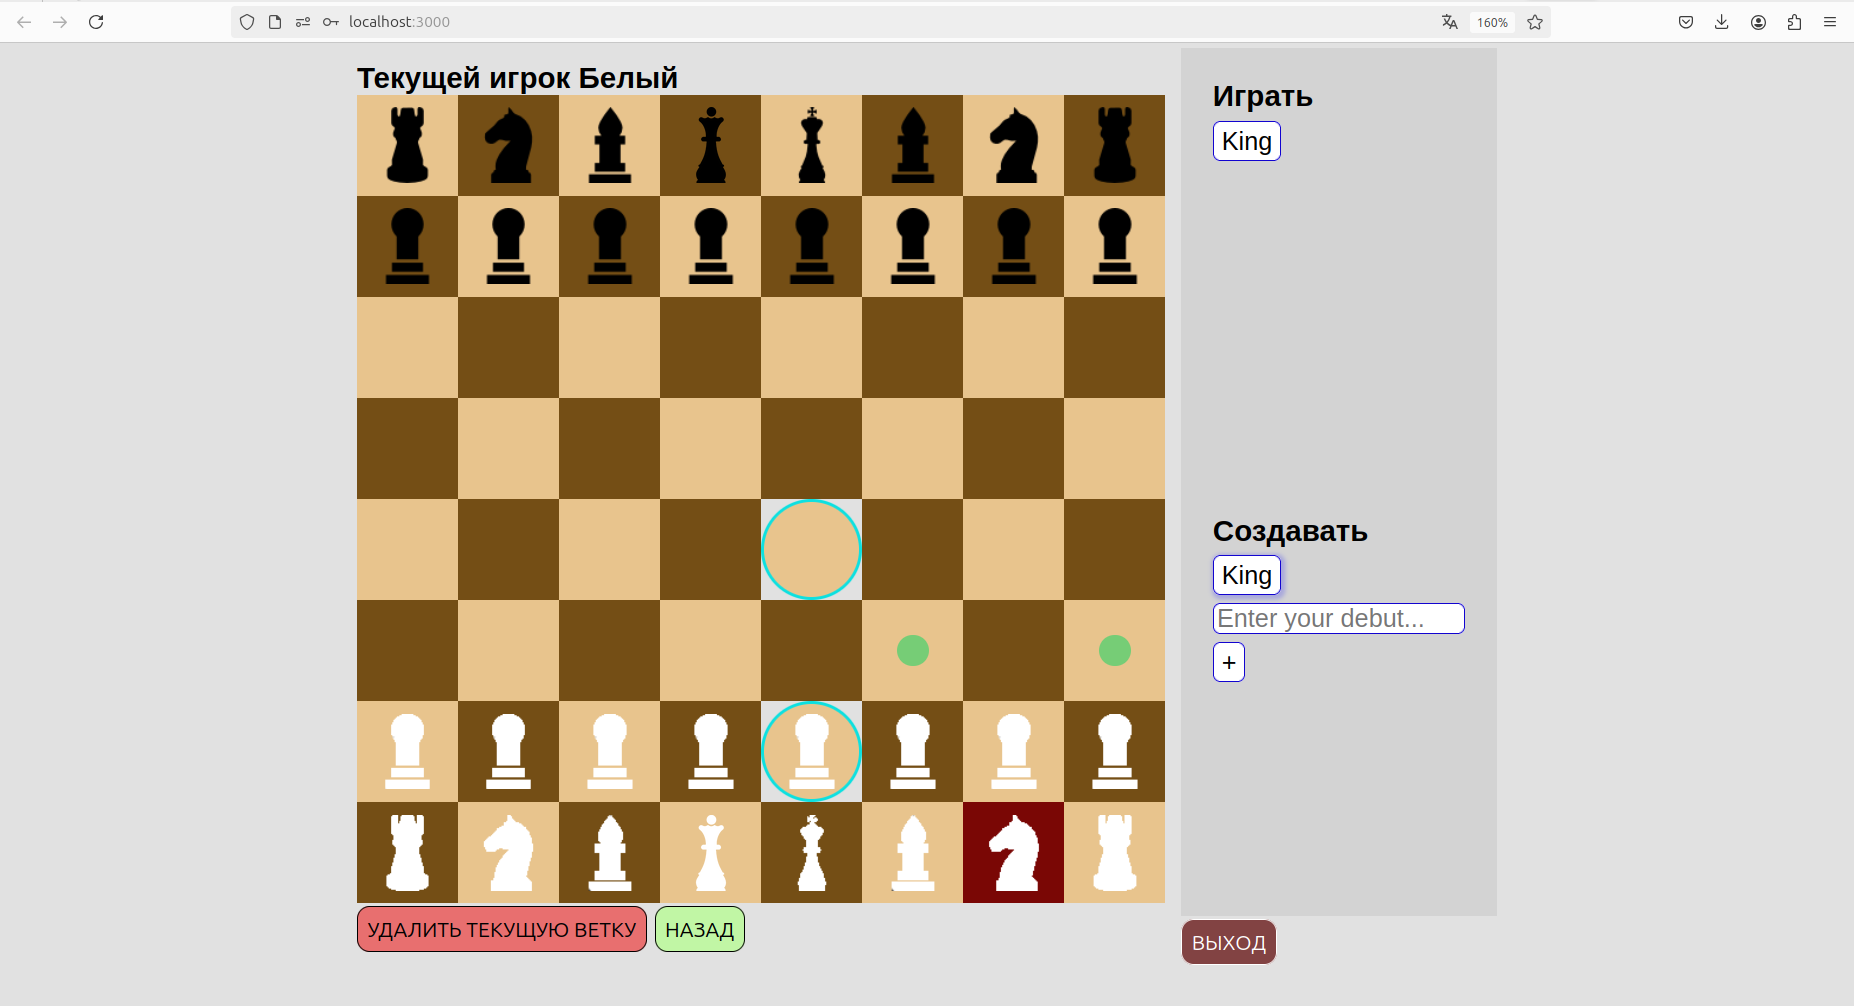 localhost:3000
160%
Текущей игрок Белый
Играть
King
Создавать
King
Enter your debut...
+
УДАЛИТЬ ТЕКУЩУЮ ВЕТКУ
НАЗАД
ВЫХОД